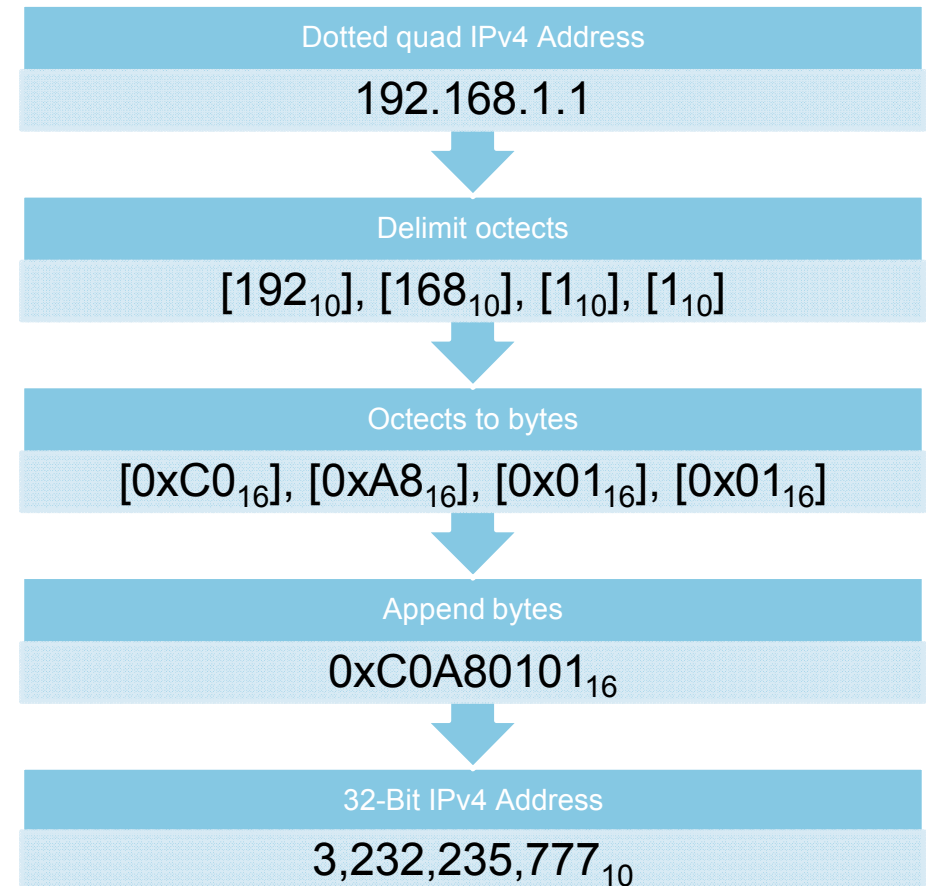 Dotted quad IPv4 Address
192.168.1.1
Delimit octects
[192₁₀], [168₁₀], [1₁₀], [1₁₀]
Octects to bytes
[0xC0₁₆], [0xA8₁₆], [0x01₁₆], [0x01₁₆]
Append bytes
0xC0A80101₁₆
32-Bit IPv4 Address
3,232,235,777₁₀